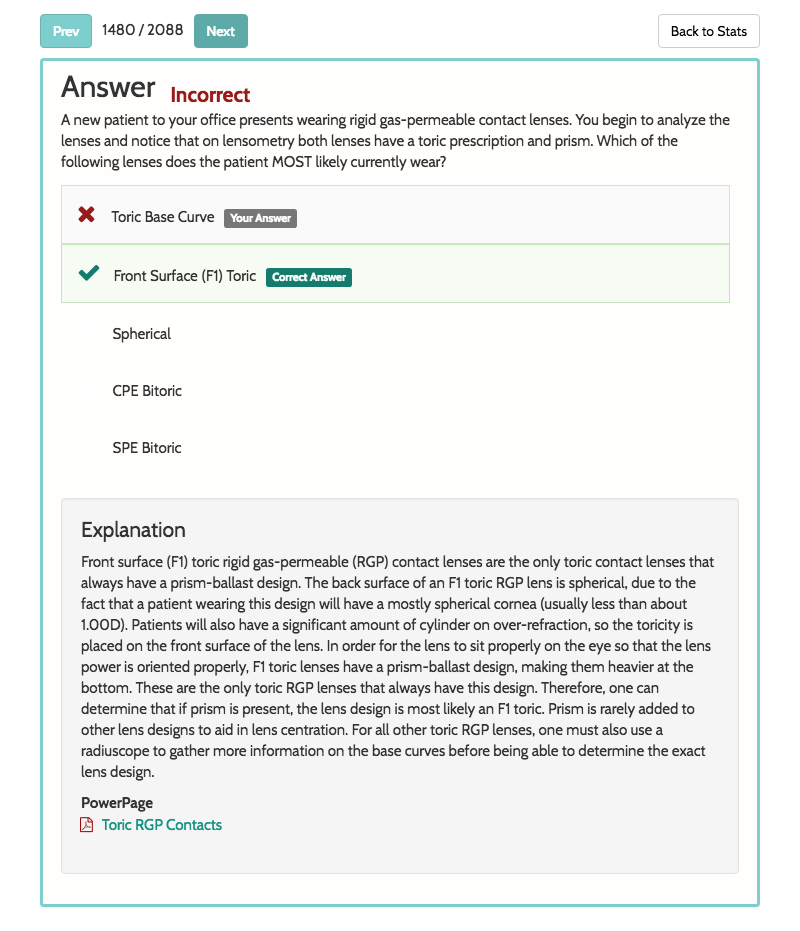 Prev 1480 / 2088 Next Back to Stats
Answer Incorrect
A new patient to your office presents wearing rigid gas-permeable contact lenses. You begin to analyze the
lenses and notice that on lensometry both lenses have a toric prescription and prism. Which of the
following lenses does the patient MOST likely currently wear?
Toric Base Curve Your Answer
Front Surface (F1) Toric Correct Answer
Spherical
CPE Bitoric
SPE Bitoric
Explanation
Front surface (F1) toric rigid gas-permeable (RGP) contact lenses are the only toric contact lenses that
always have a prism-ballast design. The back surface of an F1 toric RGP lens is spherical, due to the
fact that a patient wearing this design will have a mostly spherical cornea (usually less than about
1.00D). Patients will also have a significant amount of cylinder on over-refraction, so the toricity is
placed on the front surface of the lens. In order for the lens to sit properly on the eye so that the lens
power is oriented properly, F1 toric lenses have a prism-ballast design, making them heavier at the
bottom. These are the only toric RGP lenses that always have this design. Therefore, one can
determine that if prism is present, the lens design is most likely an F1 toric. Prism is rarely added to
other lens designs to aid in lens centration. For all other toric RGP lenses, one must also use a
radiuscope to gather more information on the base curves before being able to determine the exact
lens design.
PowerPage
Toric RGP Contacts